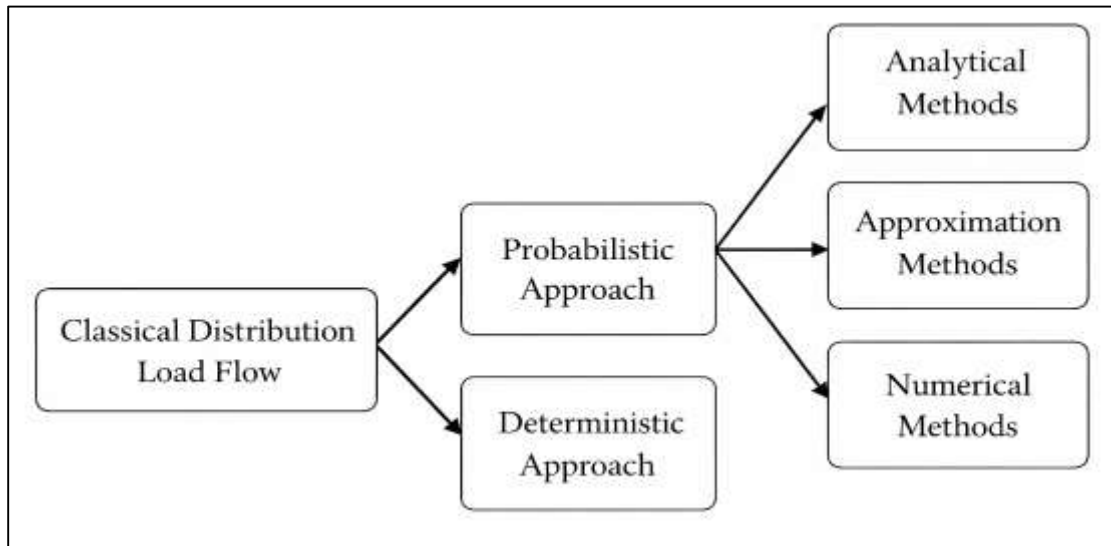 Classical Distribution
Load Flow
Probabilistic
Approach
Deterministic
Approach
Analytical
Methods
Approximation
Methods
Numerical
Methods